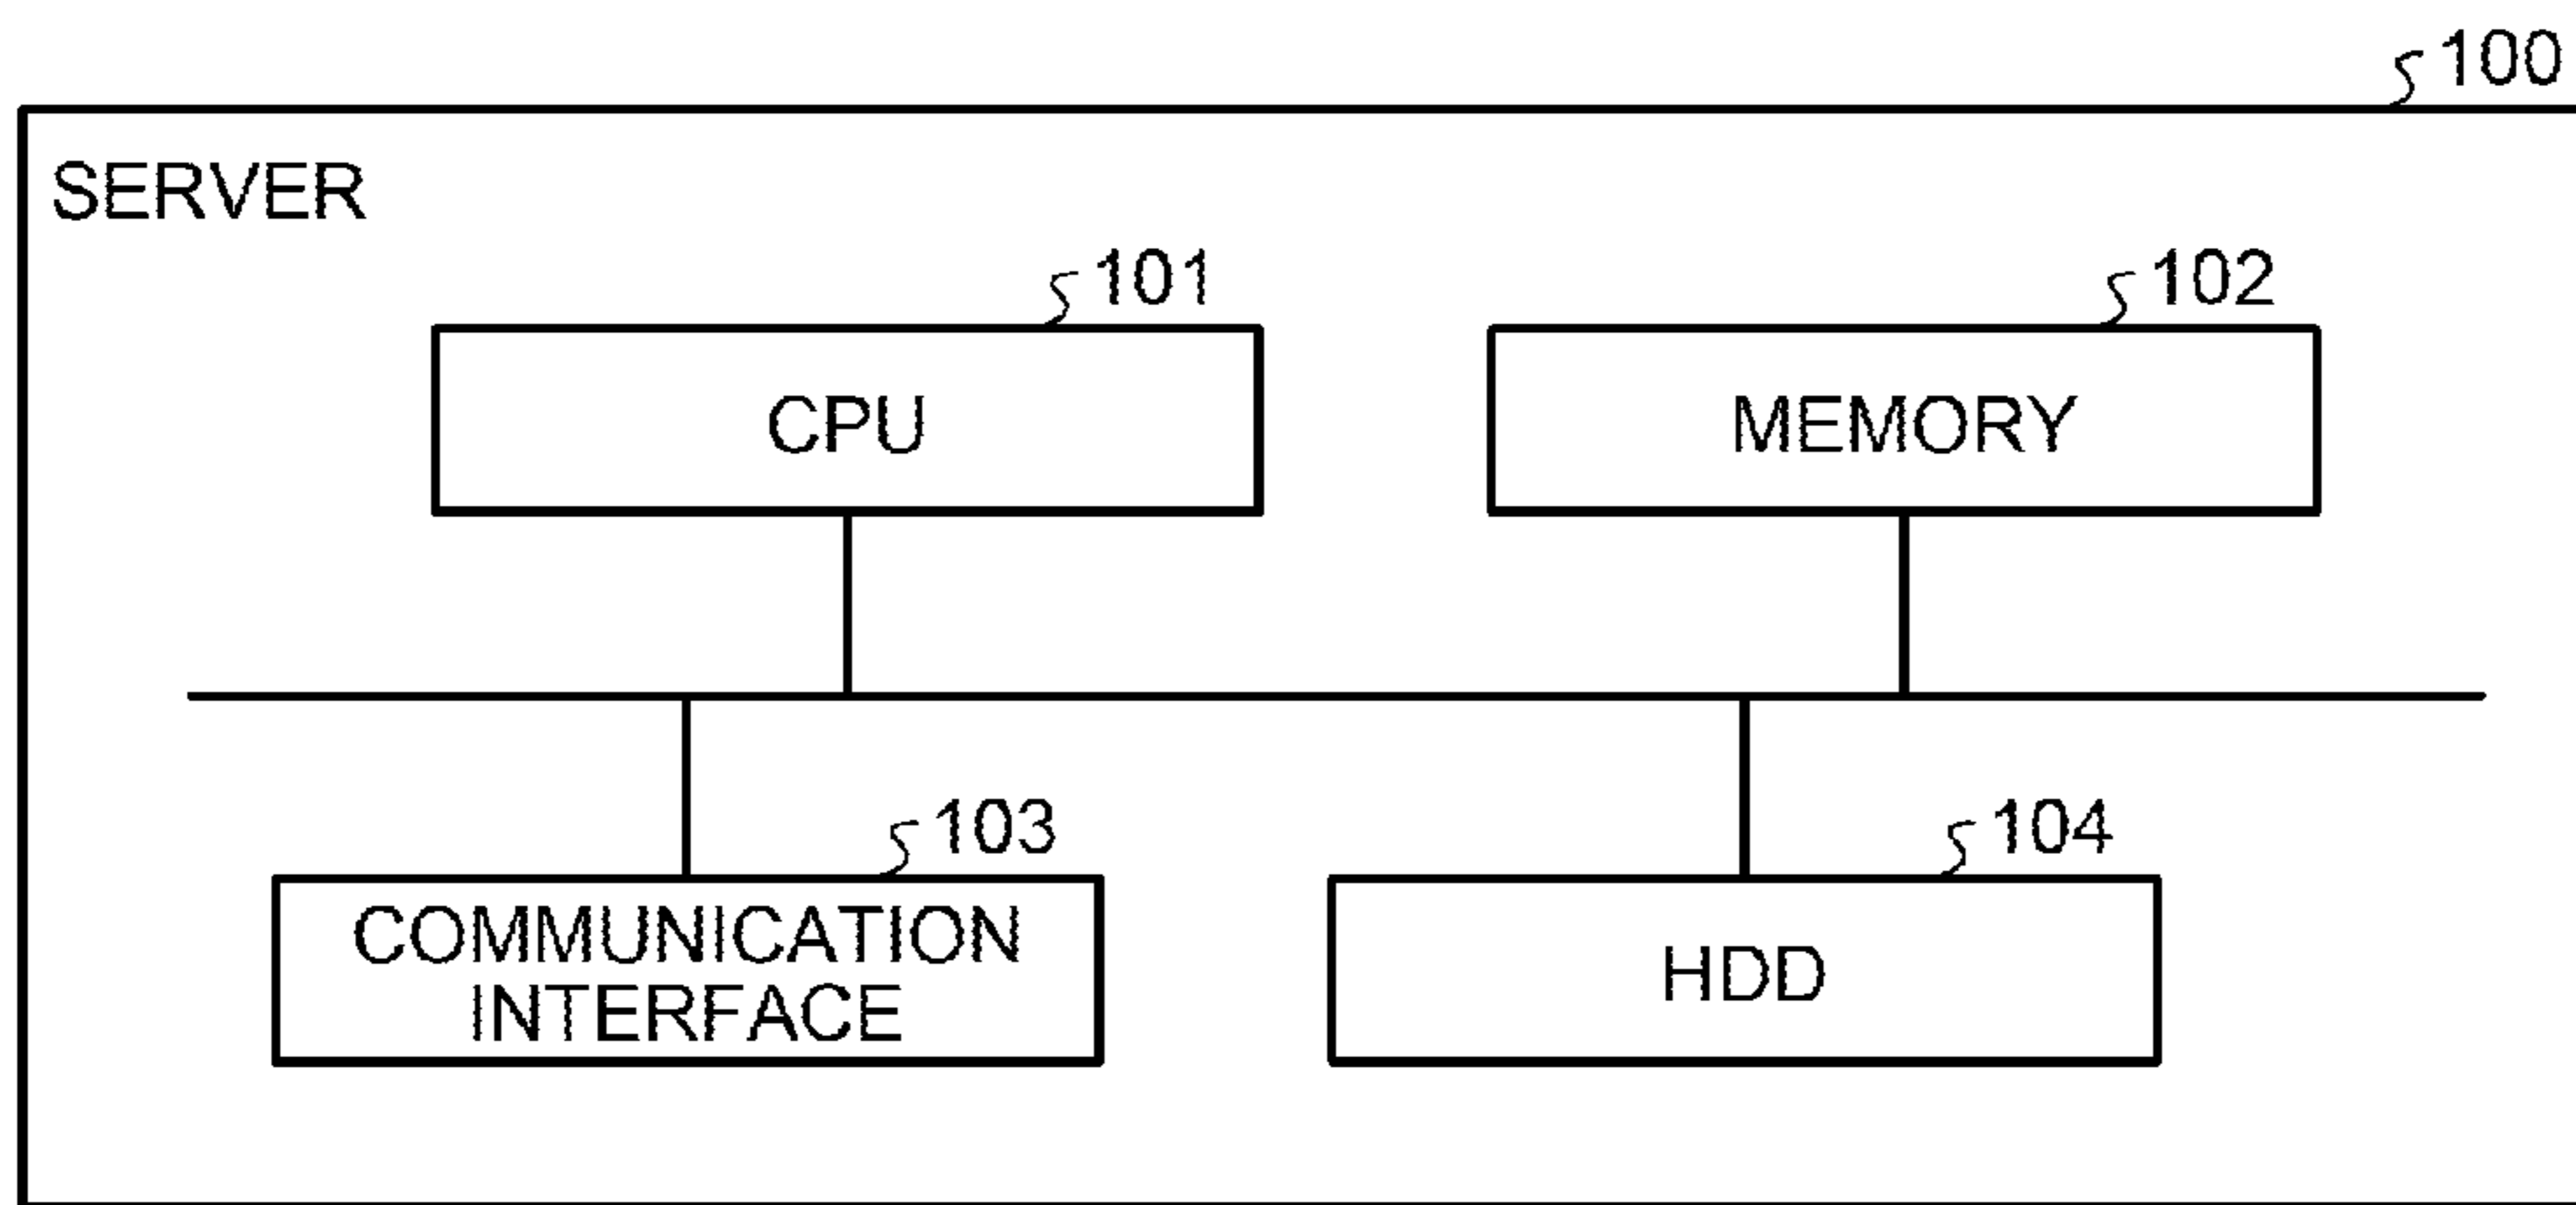 100
SERVER
101
102
CPU
MEMORY
103
104
COMMUNICATION
INTERFACE
HDD